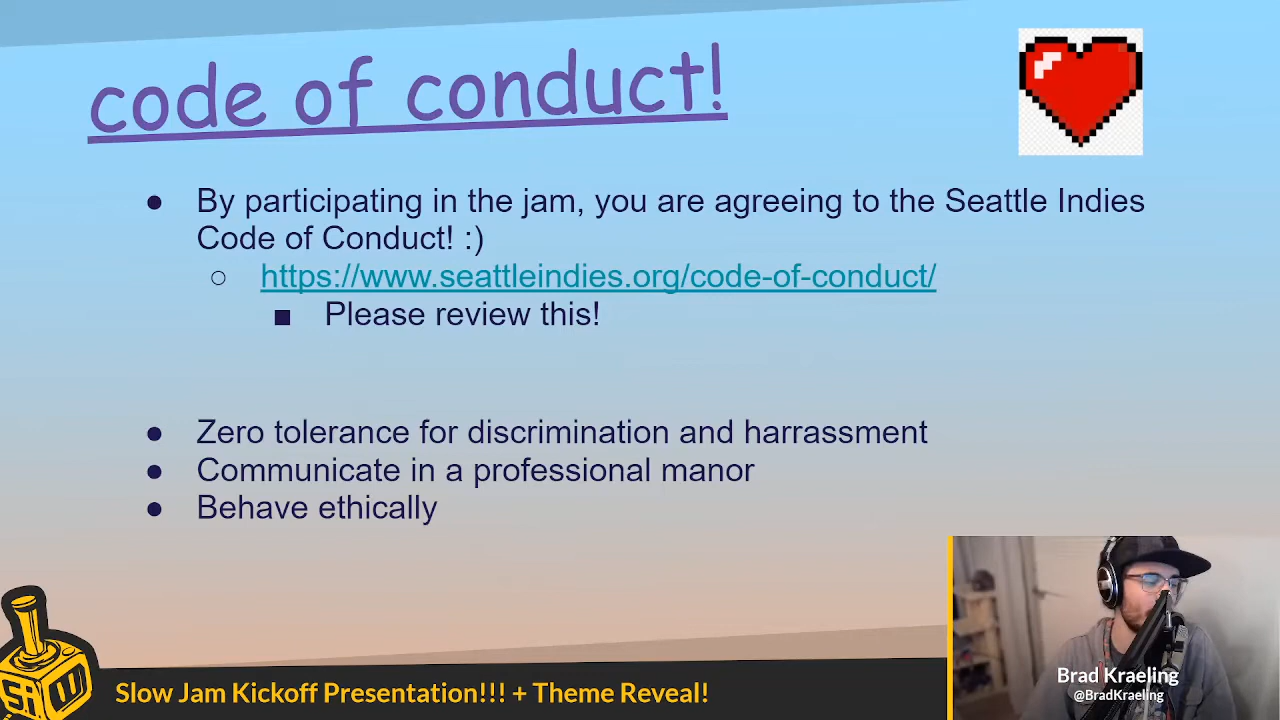 code of conduct!
● By participating in the jam, you are agreeing to the Seattle Indies
Code of Conduct! :)
○ https://www.seattleindies.org/code-of-conduct/
■ Please review this!
● Zero tolerance for discrimination and harrassment
● Communicate in a professional manor
● Behave ethically
Brad Kraeling
@BradKraeling
Slow Jam Kickoff Presentation!!! + Theme Reveal!